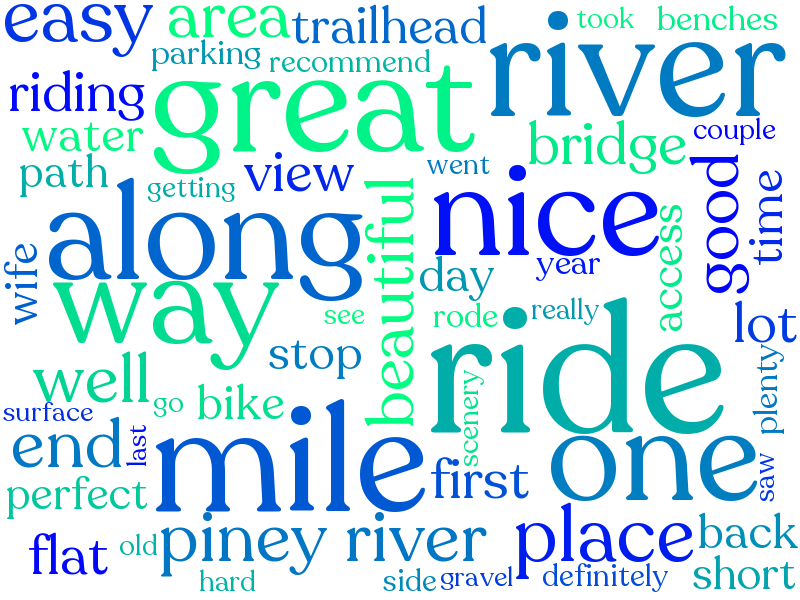 easy
area
trailhead
took
benches
parking
recommend
river
riding
great
water
bridge
couple
path
getting
view
went
good
time
along
beautiful
nice
access
wife
day
year
way
see
rode
really
lot
stop
ride
well
go
bike
scenery
plenty
surface
end
last
mile
first
one
saw
perfect
flat
old
piney river
place
back
hard
side
gravel
definitely
short